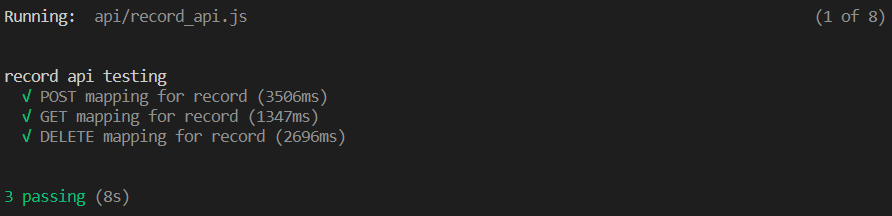 Running:  api/record_api.js (1 of 8)
record api testing
√ POST mapping for record (3506ms)
√ GET mapping for record (1347ms)
√ DELETE mapping for record (2696ms)
3 passing (8s)